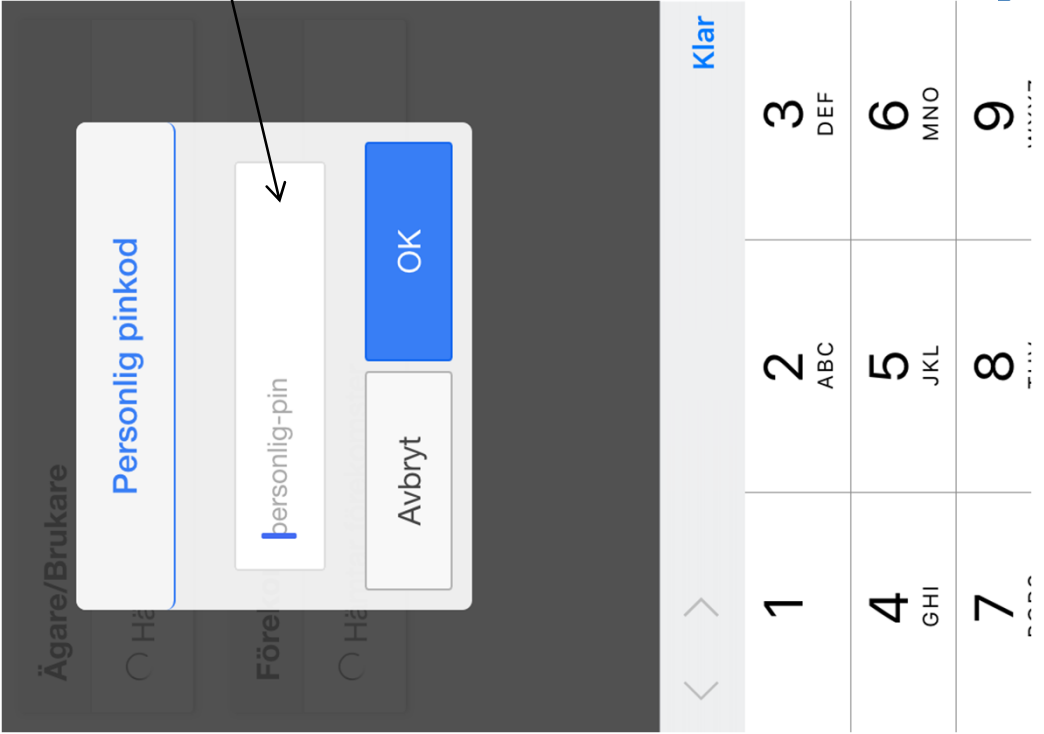 Ägare/Brukare
Personlig pinkod
personlig-pin
Avbryt
OK
Klar
1
2
ABC
3
DEF
4
GHI
5
JKL
6
MNO
7
8
9